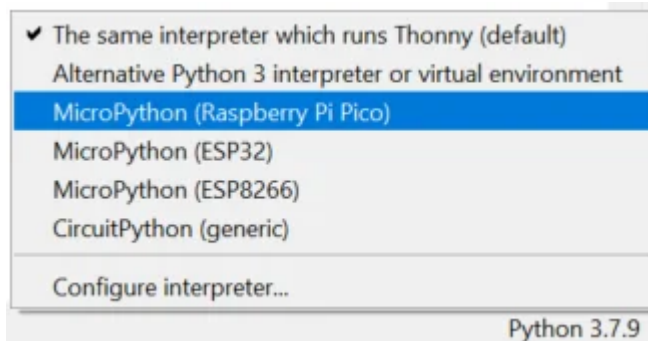 The same interpreter which runs Thonny (default)
Alternative Python 3 interpreter or virtual environment
MicroPython (Raspberry Pi Pico)
MicroPython (ESP32)
MicroPython (ESP8266)
CircuitPython (generic)
Configure interpreter...
Python 3.7.9